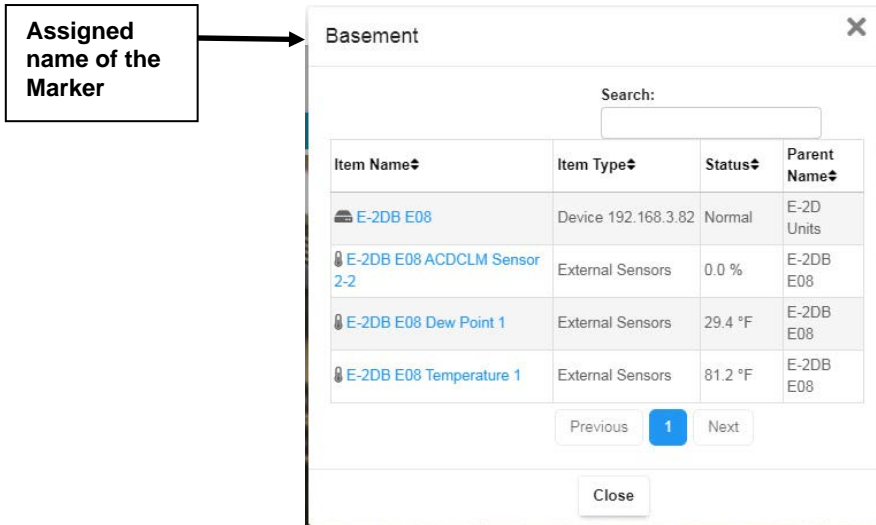 Assigned
name of the
Marker
Basement
Search:
Item Name Item Type Status Parent
Name
E-2DB E08 Device 192.168.3.82 Normal E-2D
Units
E-2DB E08 ACDCLM Sensor
2-2 External Sensors 0.0 % E-2DB
E08
E-2DB E08 Dew Point 1 External Sensors 29.4 °F E-2DB
E08
E-2DB E08 Temperature 1 External Sensors 81.2 °F E-2DB
E08
Previous 1 Next
Close